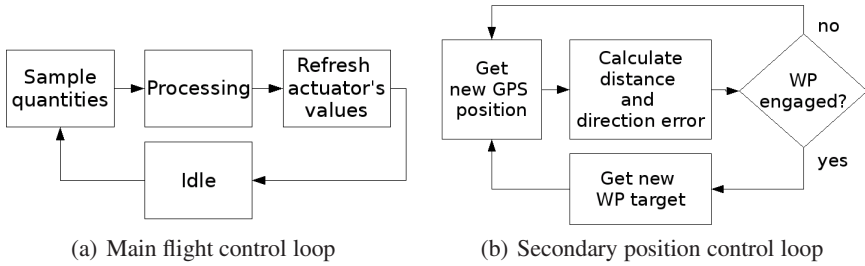 Sample
quantities
Processing
Refresh
actuator's
values
Idle
(a) Main flight control loop
no
Get
new GPS
position
Calculate
distance
and
direction error
WP
engaged?
yes
Get new
WP target
(b) Secondary position control loop